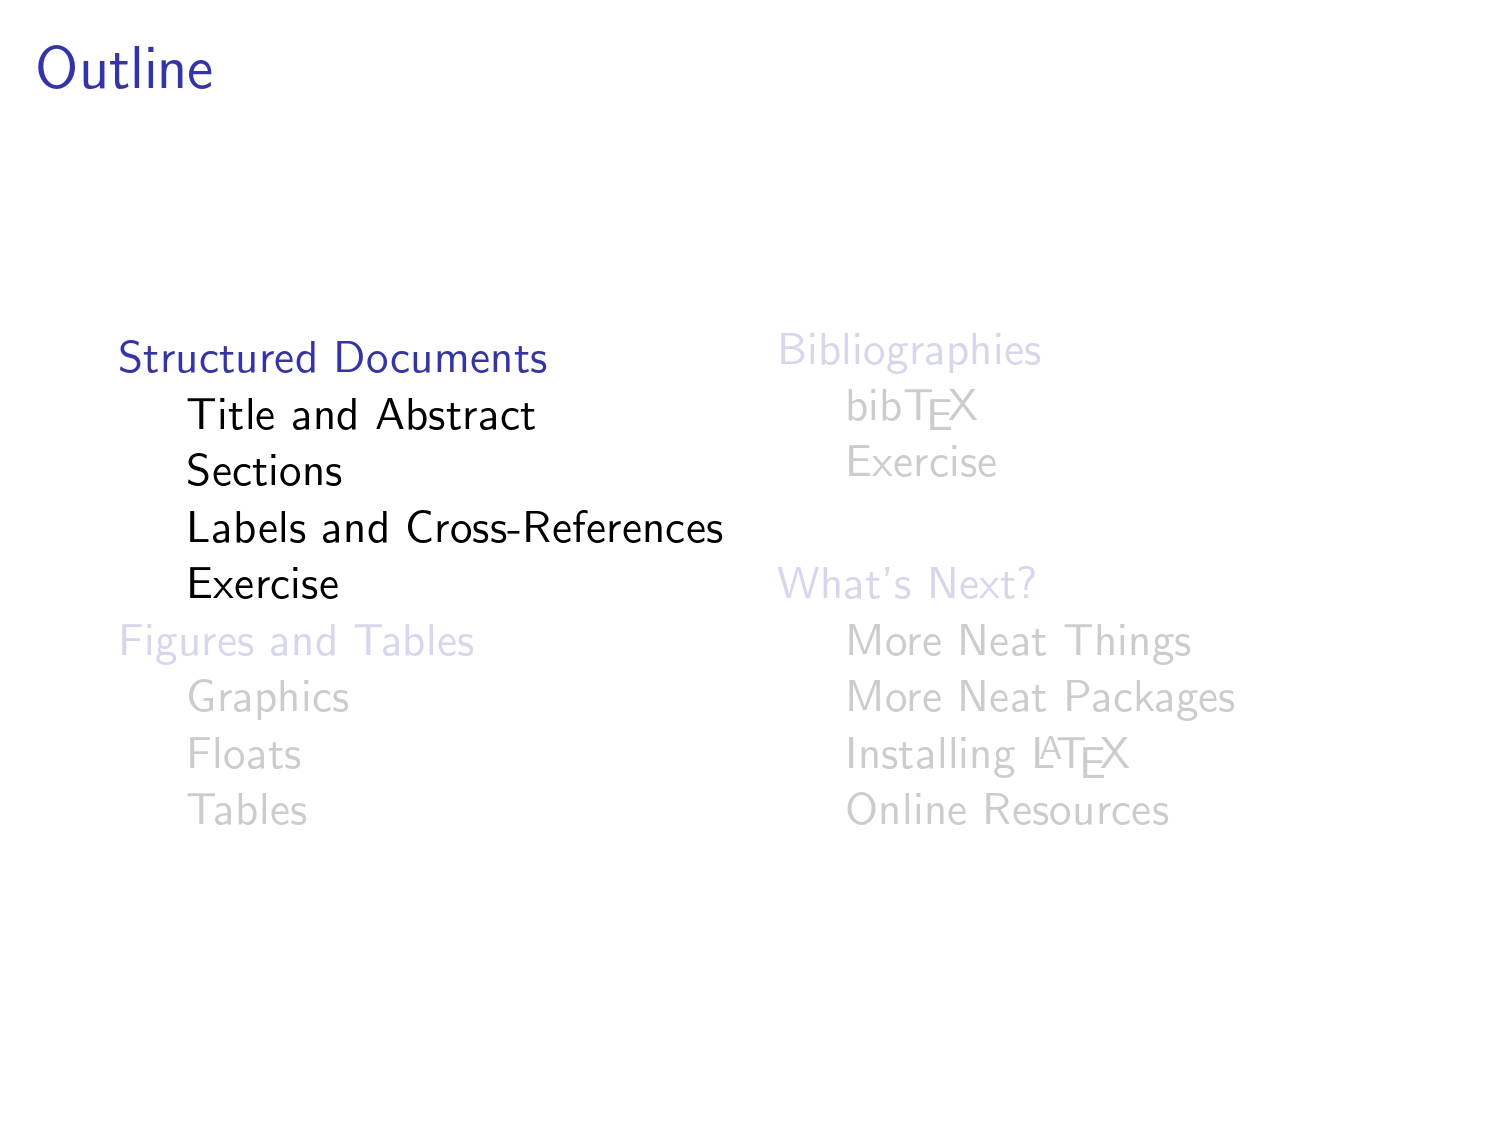 Outline
Structured Documents
Title and Abstract
Sections
Labels and Cross-References
Exercise
Figures and Tables
Graphics
Floats
Tables
Bibliographies
bibTEX
Exercise
What's Next?
More Neat Things
More Neat Packages
Installing LATEX
Online Resources